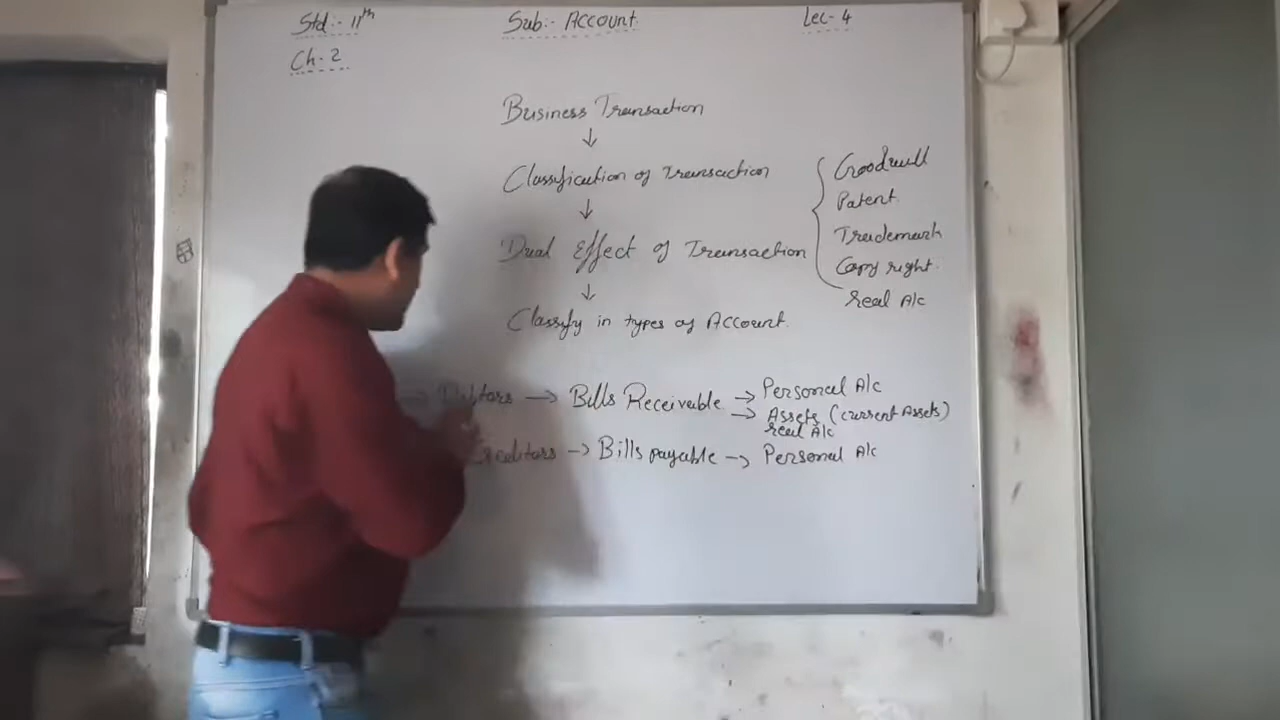 Std:- 11th Sub:- Account Lec-4
Ch-2
Business Transaction
↓
Classification of Transaction
↓
Dual Effect of Transaction
↓
Classify in types of Account.
Goodwill
Patent.
Trademark
Copy right.
real A/c
→ Debtors → Bills Receivable → Personal A/c
→ Assets (current Assets)
real A/c
Creditors → Bills payable → Personal A/c